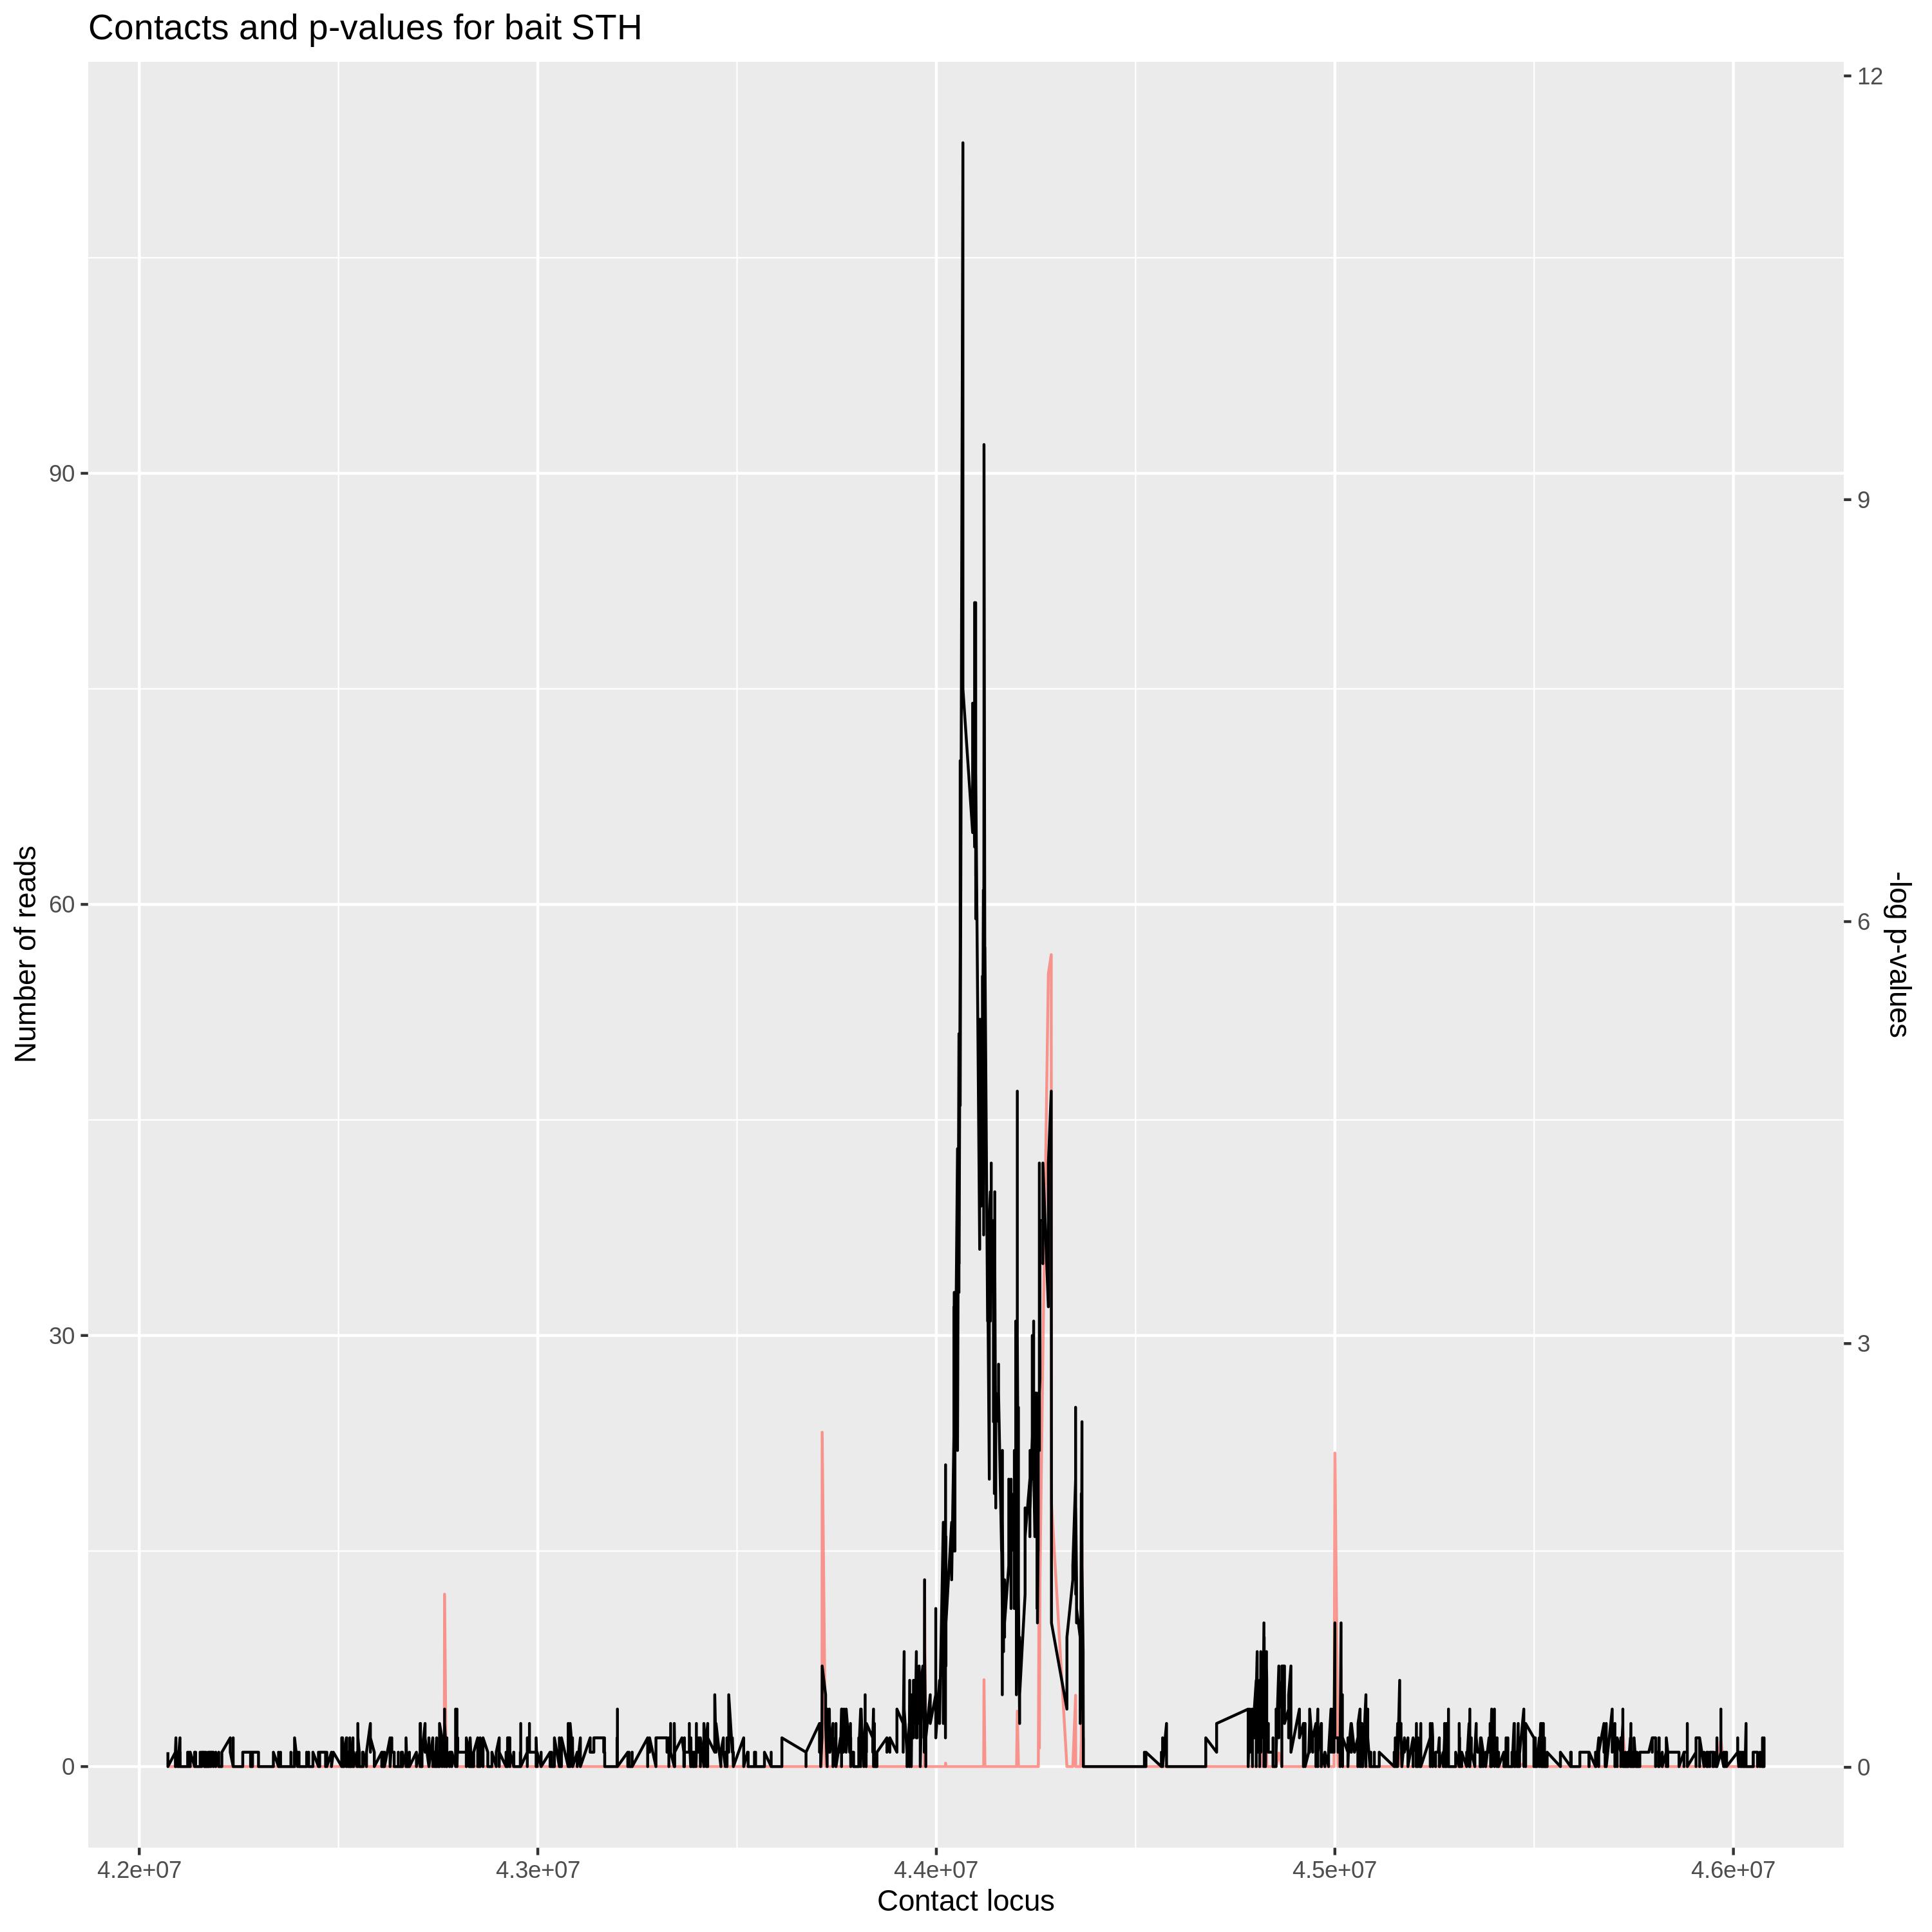 Contacts and p-values for bait STH
Number of reads
90
60
30
0
12
9
6
3
0
-log p-values
4.2e+07 4.3e+07 4.4e+07 4.5e+07 4.6e+07
Contact locus